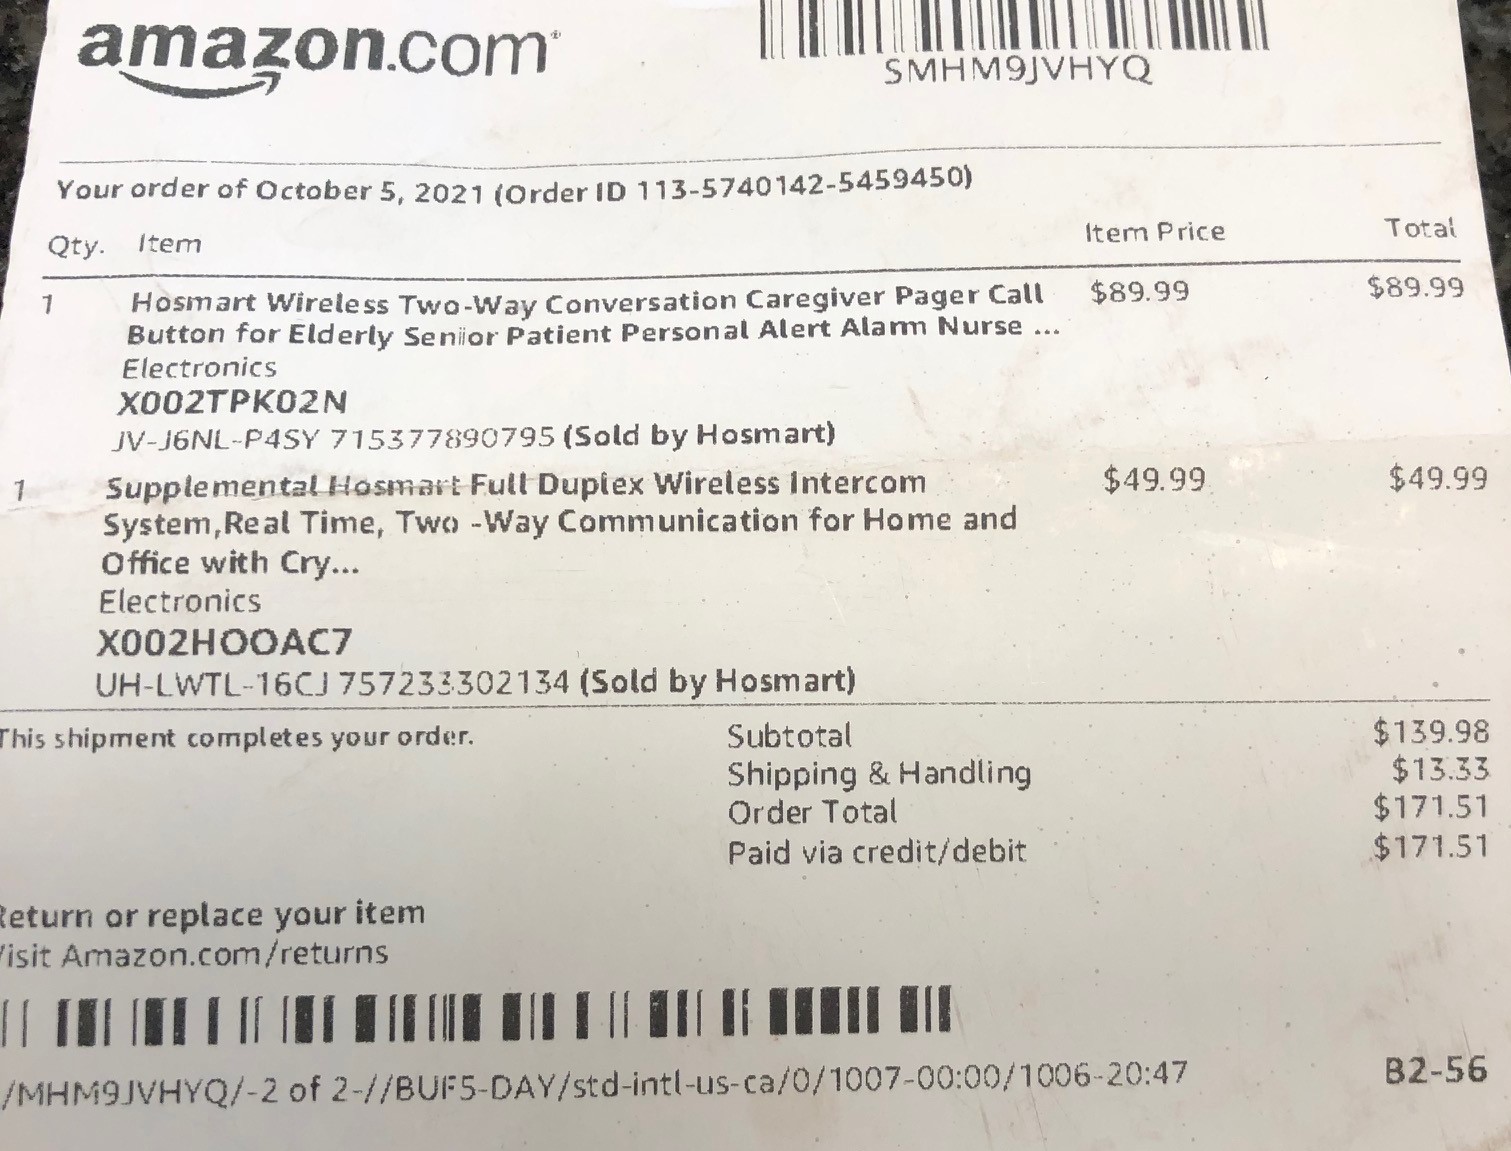 amazon.com
SMHM9JVHYQ
Your order of October 5, 2021 (Order ID 113-5740142-5459450)
Qty. Item Item Price Total
1 Hosmart Wireless Two-Way Conversation Caregiver Pager Call $89.99 $89.99
Button for Elderly Senior Patient Personal Alert Alarm Nurse ...
Electronics
X002TPK02N
JV-J6NL-P4SY 715377890795 (Sold by Hosmart)
1 Supplemental Hosmart Full Duplex Wireless Intercom $49.99 $49.99
System,Real Time, Two -Way Communication for Home and
Office with Cry...
Electronics
X002HOOAC7
UH-LWTL-16CJ 757233302134 (Sold by Hosmart)
This shipment completes your order. Subtotal $139.98
Shipping & Handling $13.33
Order Total $171.51
Paid via credit/debit $171.51
Return or replace your item
Visit Amazon.com/returns
/MHM9JVHYQ/-2 of 2-//BUF5-DAY/std-intl-us-ca/0/1007-00:00/1006-20:47 B2-56